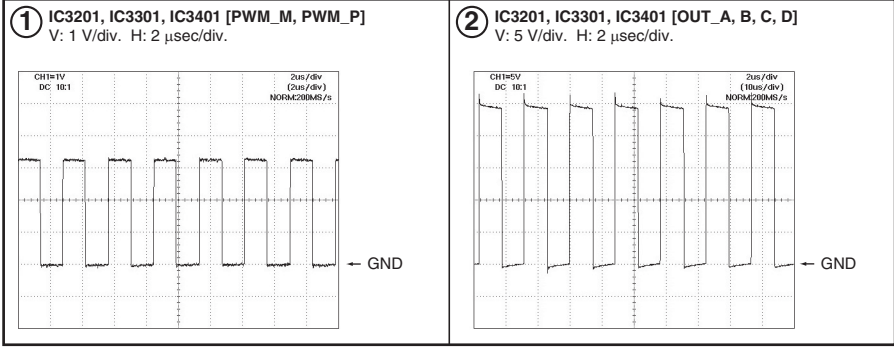 1 IC3201, IC3301, IC3401 [PWM_M, PWM_P]
V: 1 V/div. H: 2 μsec/div.
CH1=1V
DC 10:1
2us/div
(2us/div)
NORM:200MS/s
← GND
2 IC3201, IC3301, IC3401 [OUT_A, B, C, D]
V: 5 V/div. H: 2 μsec/div.
CH1=5V
DC 10:1
2us/div
(10us/div)
NORM:200MS/s
← GND